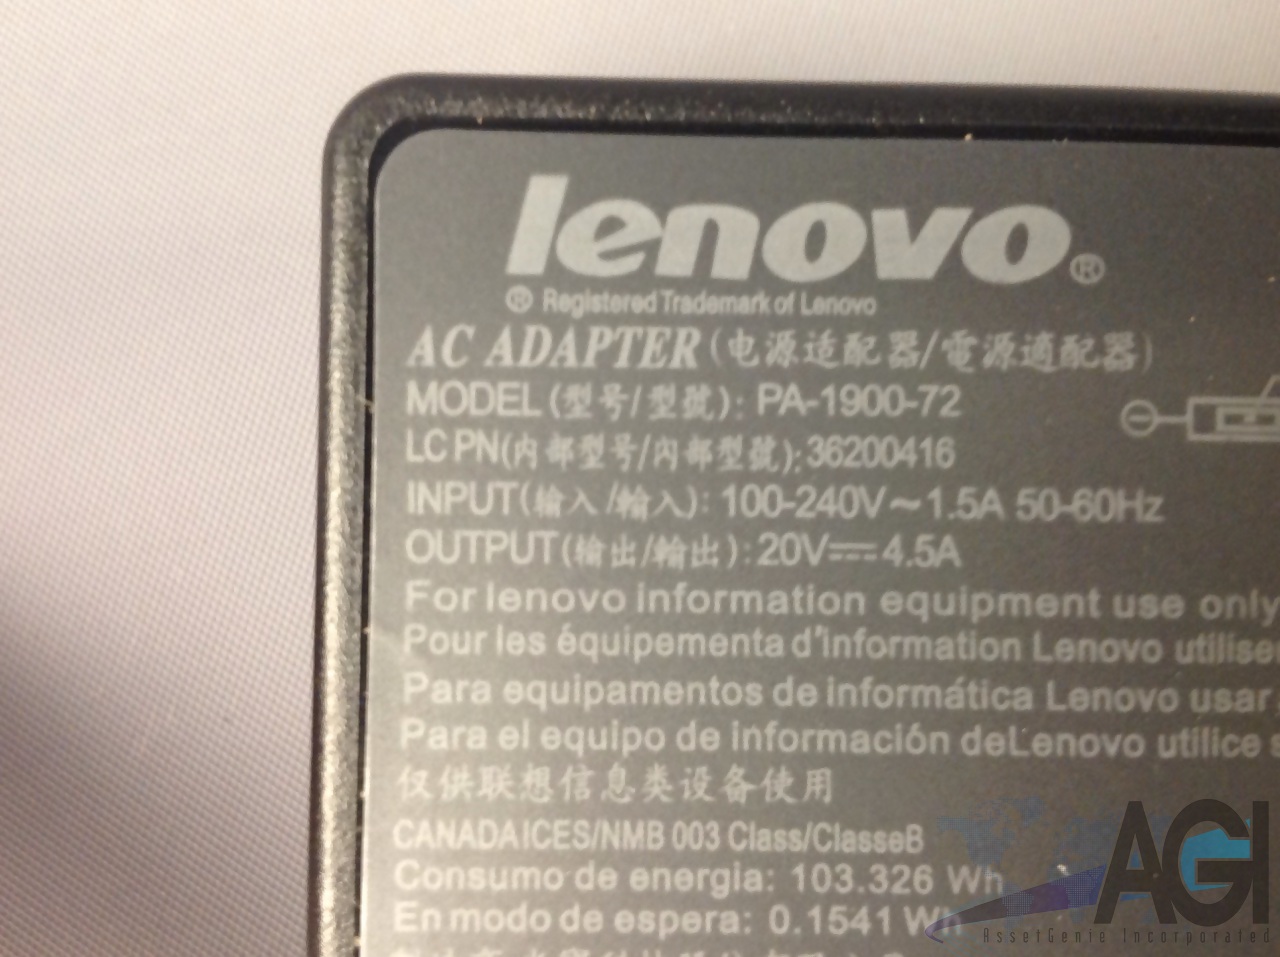 lenovo®
® Registered Trademark of Lenovo
AC ADAPTER(电源适配器/電源適配器)
MODEL(型号/型號): PA-1900-72
LC PN(内部型号/內部型號):36200416
INPUT(输入/輸入): 100-240V~1.5A 50-60Hz
OUTPUT(输出/輸出):20V⎓4.5A
For lenovo information equipment use only
Pour les équipementa d'information Lenovo utilise
Para equipamentos de informática Lenovo usar
Para el equipo de información deLenovo utilice
仅供联想信息类设备使用
CANADA ICES/NMB 003 Class/ClasseB
Consumo de energia: 103.326 Wh
En modo de espera: 0.1541 Wh
AGI
AssetGenie Incorporated